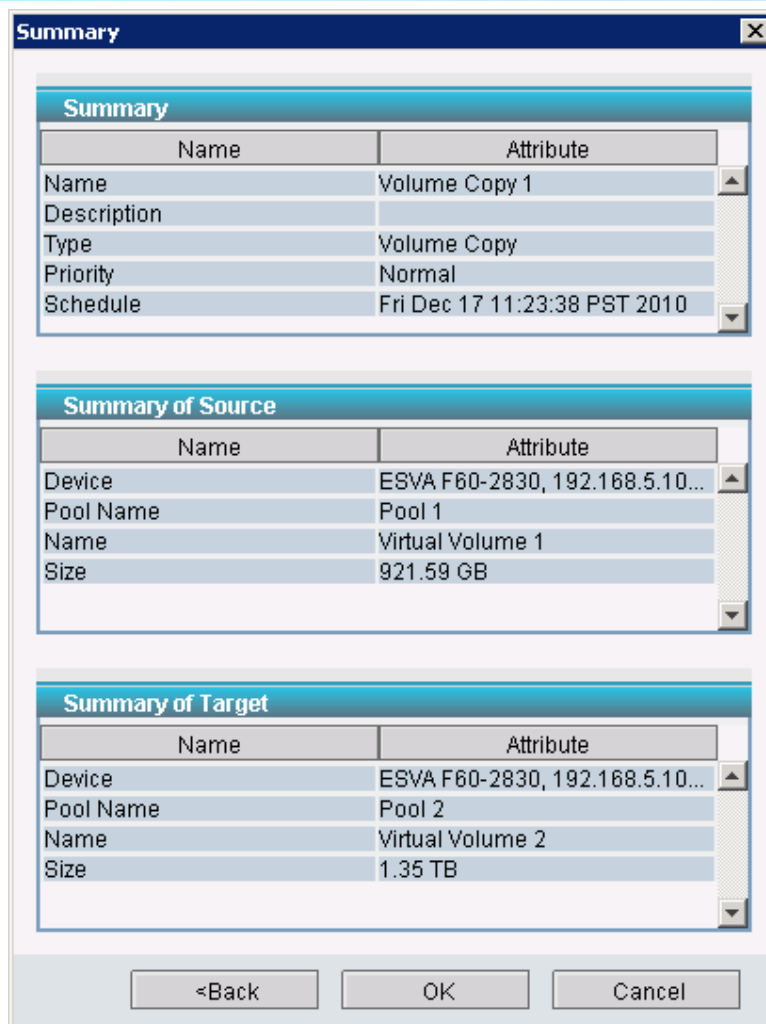 Summary
Summary
Name Attribute
Name Volume Copy 1
Description
Type Volume Copy
Priority Normal
Schedule Fri Dec 17 11:23:38 PST 2010
Summary of Source
Name Attribute
Device ESVA F60-2830, 192.168.5.10...
Pool Name Pool 1
Name Virtual Volume 1
Size 921.59 GB
Summary of Target
Name Attribute
Device ESVA F60-2830, 192.168.5.10...
Pool Name Pool 2
Name Virtual Volume 2
Size 1.35 TB
<Back OK Cancel